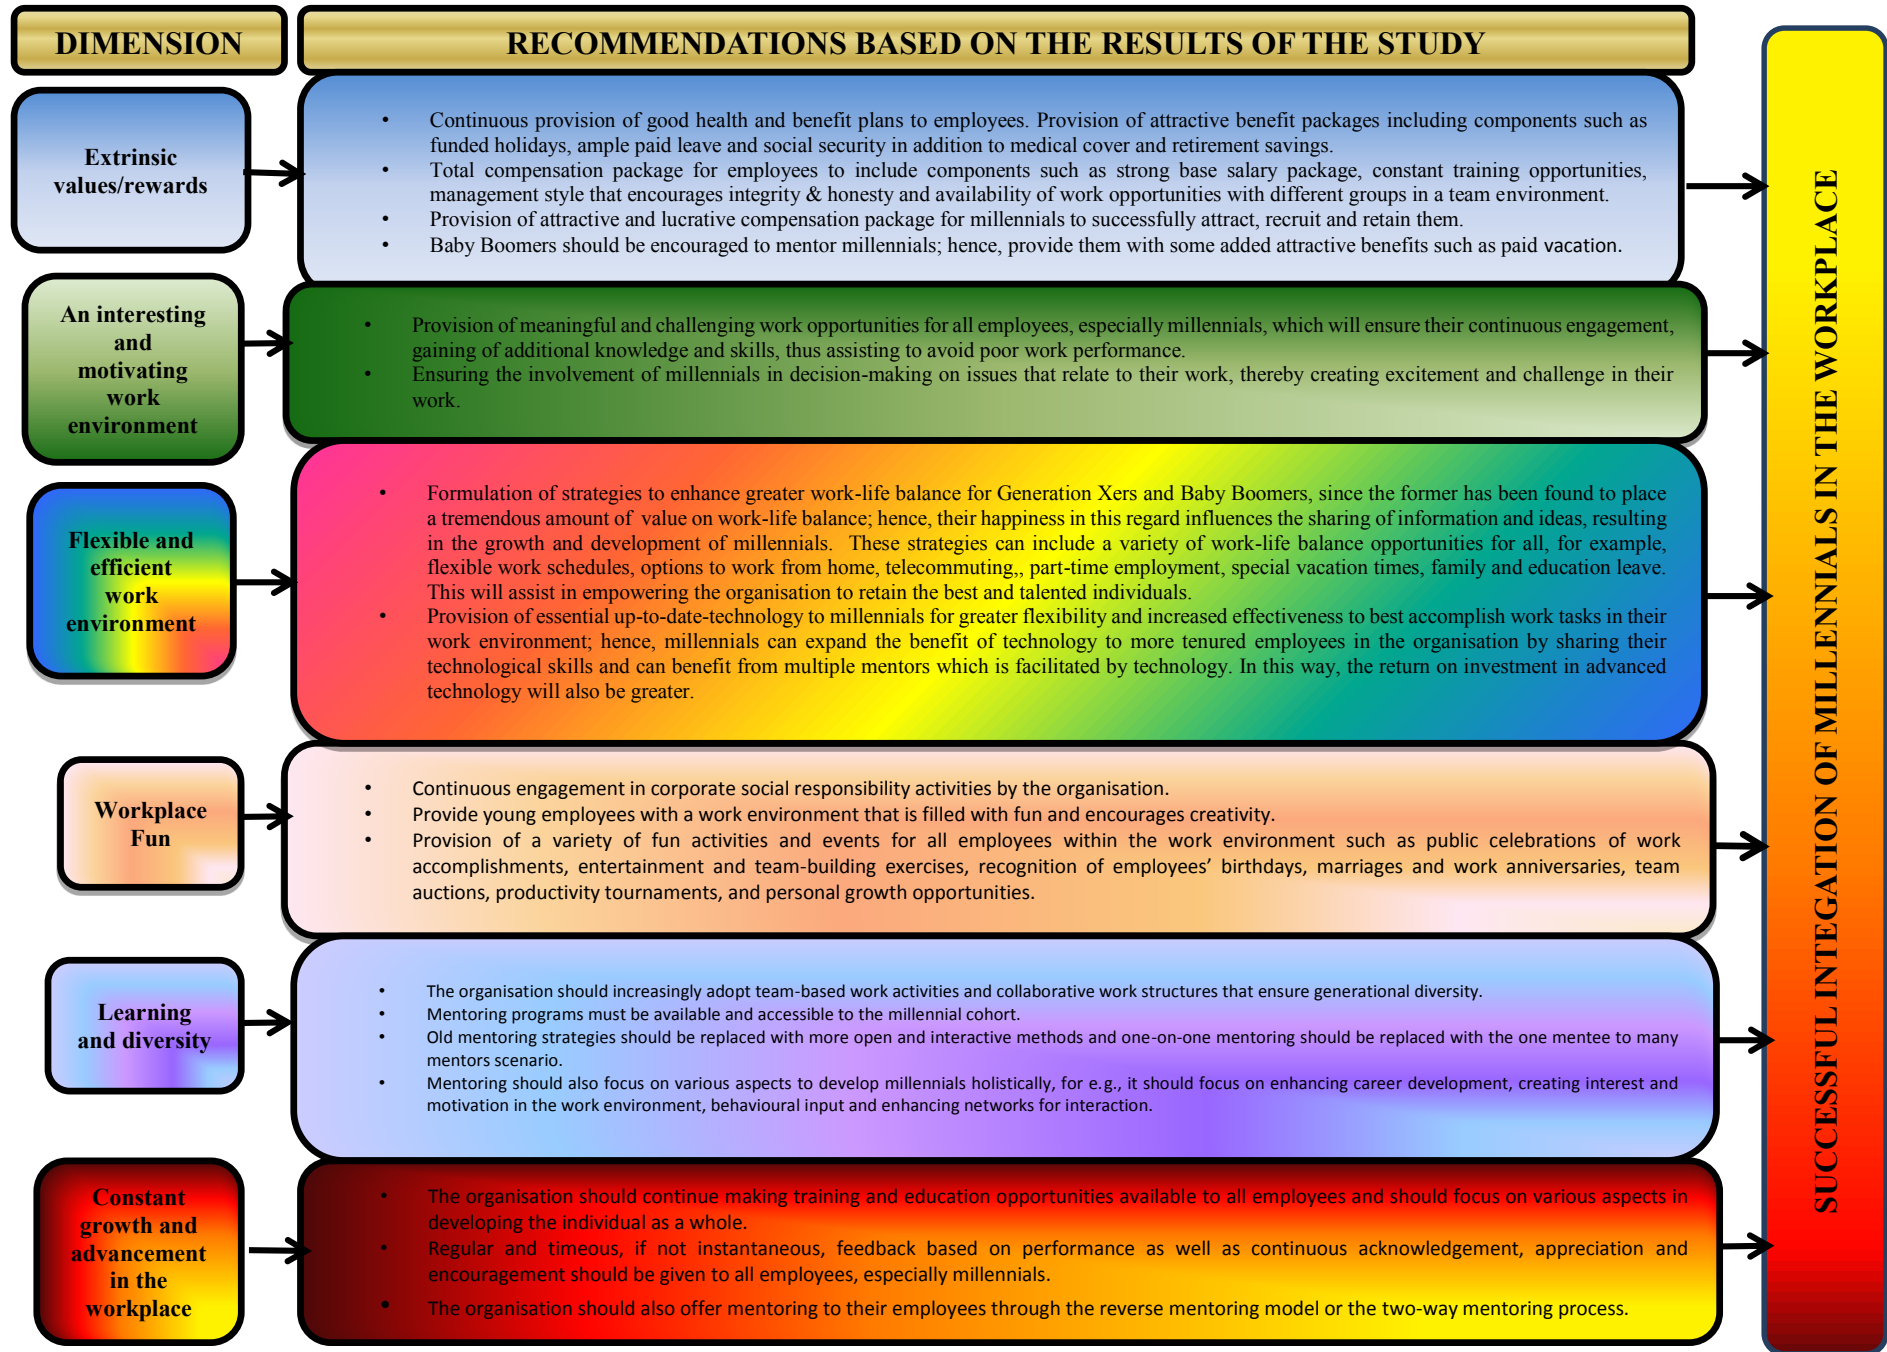 DIMENSION
RECOMMENDATIONS BASED ON THE RESULTS OF THE STUDY
Extrinsic
values/rewards
• Continuous provision of good health and benefit plans to employees. Provision of attractive benefit packages including components such as
funded holidays, ample paid leave and social security in addition to medical cover and retirement savings.
• Total compensation package for employees to include components such as strong base salary package, constant training opportunities,
management style that encourages integrity & honesty and availability of work opportunities with different groups in a team environment.
• Provision of attractive and lucrative compensation package for millennials to successfully attract, recruit and retain them.
• Baby Boomers should be encouraged to mentor millennials; hence, provide them with some added attractive benefits such as paid vacation.
An interesting
and
motivating
work
environment
• Provision of meaningful and challenging work opportunities for all employees, especially millennials, which will ensure their continuous engagement,
gaining of additional knowledge and skills, thus assisting to avoid poor work performance.
• Ensuring the involvement of millennials in decision-making on issues that relate to their work, thereby creating excitement and challenge in their
work.
Flexible and
efficient
work
environment
• Formulation of strategies to enhance greater work-life balance for Generation Xers and Baby Boomers, since the former has been found to place
a tremendous amount of value on work-life balance; hence, their happiness in this regard influences the sharing of information and ideas, resulting
in the growth and development of millennials. These strategies can include a variety of work-life balance opportunities for all, for example,
flexible work schedules, options to work from home, telecommuting,, part-time employment, special vacation times, family and education leave.
This will assist in empowering the organisation to retain the best and talented individuals.
• Provision of essential up-to-date-technology to millennials for greater flexibility and increased effectiveness to best accomplish work tasks in their
work environment; hence, millennials can expand the benefit of technology to more tenured employees in the organisation by sharing their
technological skills and can benefit from multiple mentors which is facilitated by technology. In this way, the return on investment in advanced
technology will also be greater.
Workplace
Fun
• Continuous engagement in corporate social responsibility activities by the organisation.
• Provide young employees with a work environment that is filled with fun and encourages creativity.
• Provision of a variety of fun activities and events for all employees within the work environment such as public celebrations of work
accomplishments, entertainment and team-building exercises, recognition of employees’ birthdays, marriages and work anniversaries, team
auctions, productivity tournaments, and personal growth opportunities.
Learning
and diversity
• The organisation should increasingly adopt team-based work activities and collaborative work structures that ensure generational diversity.
• Mentoring programs must be available and accessible to the millennial cohort.
• Old mentoring strategies should be replaced with more open and interactive methods and one-on-one mentoring should be replaced with the one mentee to many
mentors scenario.
• Mentoring should also focus on various aspects to develop millennials holistically, for e.g., it should focus on enhancing career development, creating interest and
motivation in the work environment, behavioural input and enhancing networks for interaction.
Constant
growth and
advancement
in the
workplace
• The organisation should continue making training and education opportunities available to all employees and should focus on various aspects in
developing the individual as a whole.
• Regular and timeous, if not instantaneous, feedback based on performance as well as continuous acknowledgement, appreciation and
encouragement should be given to all employees, especially millennials.
• The organisation should also offer mentoring to their employees through the reverse mentoring model or the two-way mentoring process.
SUCCESSFUL INTEGRATION OF MILLENNIALS IN THE WORKPLACE